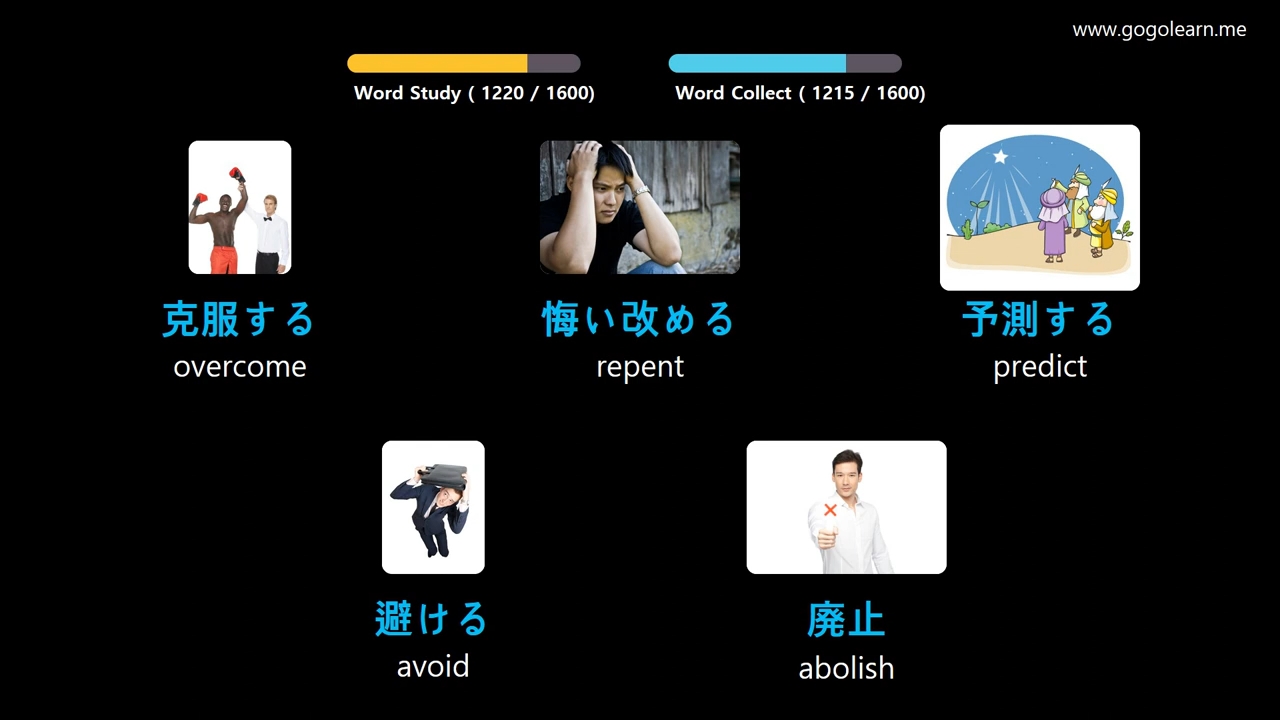 www.gogolearn.me
Word Study ( 1220 / 1600)
Word Collect ( 1215 / 1600)
克服する
overcome
悔い改める
repent
予測する
predict
避ける
avoid
廃止
abolish